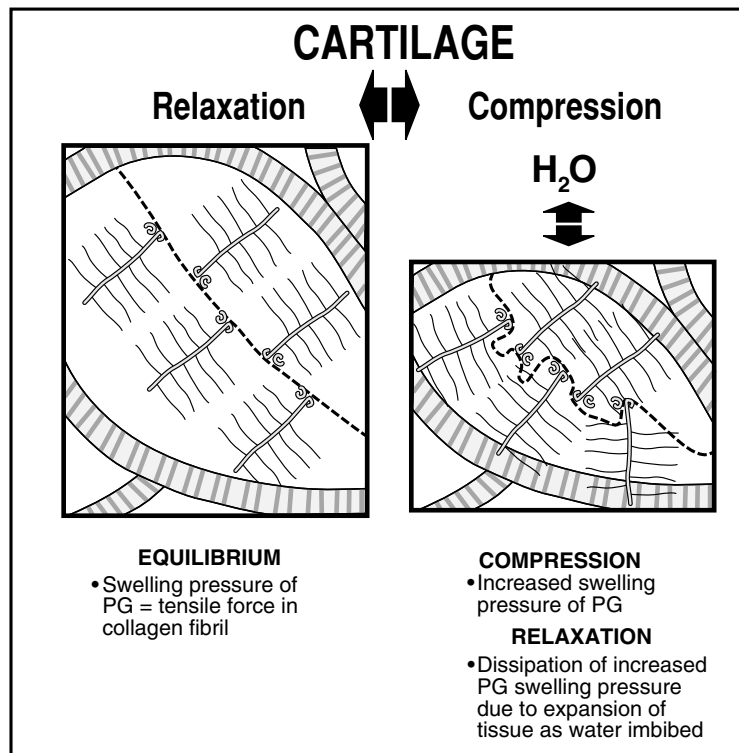 CARTILAGE
Relaxation
Compression
H₂O
EQUILIBRIUM
•Swelling pressure of
PG = tensile force in
collagen fibril
COMPRESSION
•Increased swelling
pressure of PG
RELAXATION
•Dissipation of increased
PG swelling pressure
due to expansion of
tissue as water imbibed